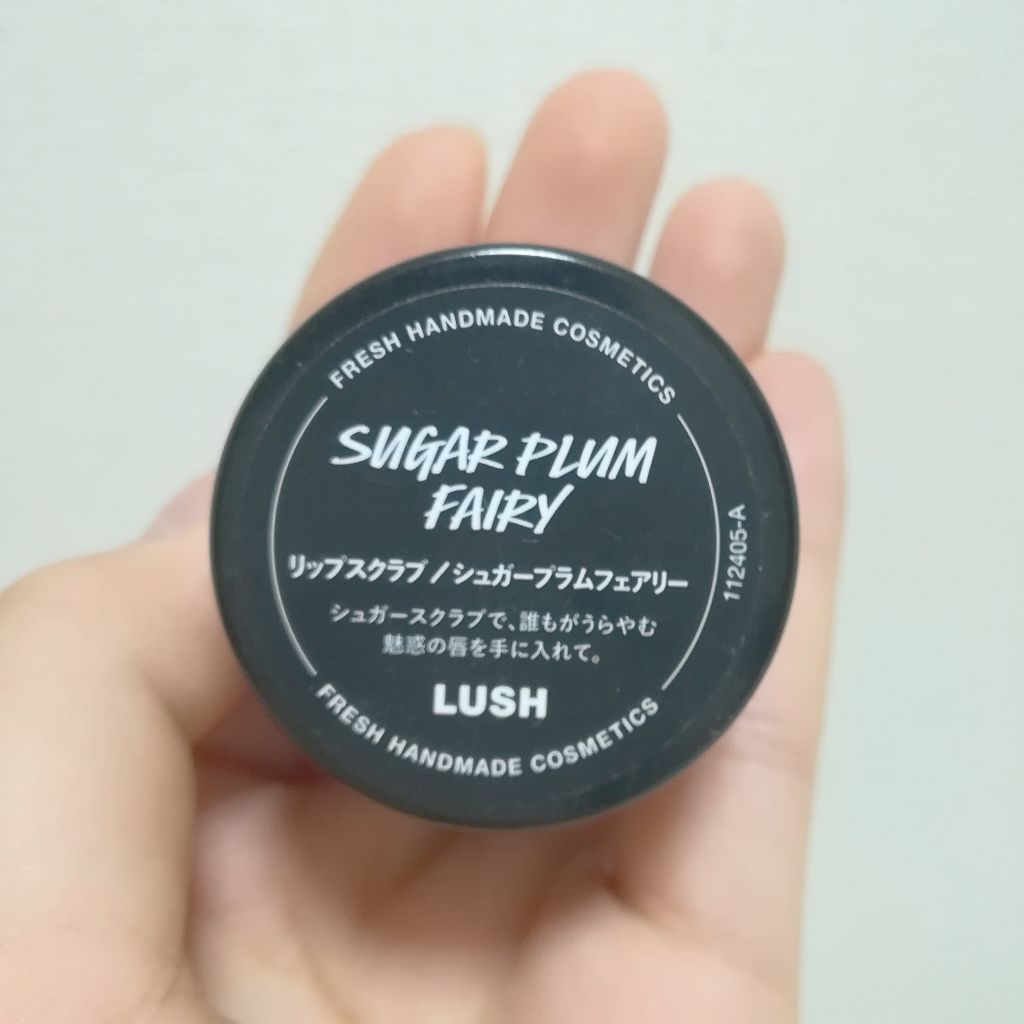 FRESH HANDMADE COSMETICS
SUGAR PLUM
FAIRY
リップスクラブ/シュガープラムフェアリー
シュガースクラブで、誰もがうらやむ
魅惑の唇を手に入れて。
LUSH
FRESH HANDMADE COSMETICS
112405-A